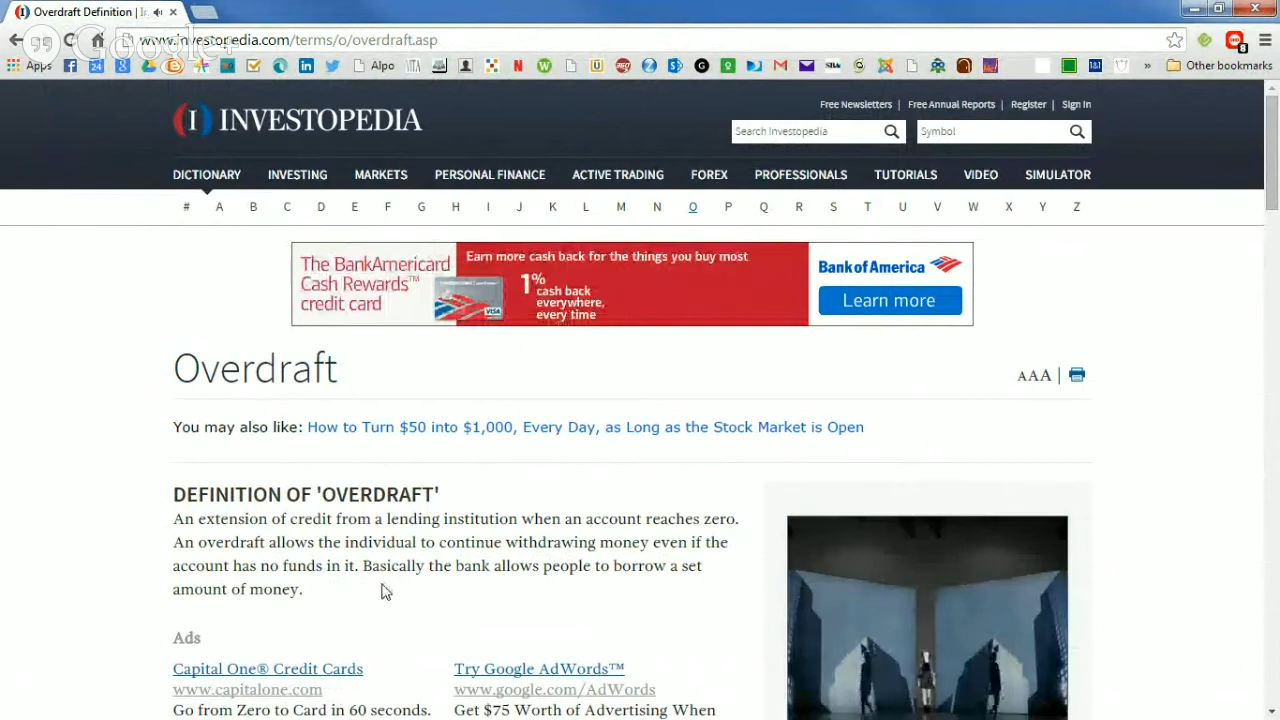 Overdraft Definition | I
Google+
www.investopedia.com/terms/o/overdraft.asp
Apps
Alpo
Other bookmarks
INVESTOPEDIA
Free Newsletters | Free Annual Reports | Register | Sign In
Search Investopedia
Symbol
DICTIONARY INVESTING MARKETS PERSONAL FINANCE ACTIVE TRADING FOREX PROFESSIONALS TUTORIALS VIDEO SIMULATOR
# A B C D E F G H I J K L M N O P Q R S T U V W X Y Z
The BankAmericard
Cash Rewards™
credit card
Earn more cash back for the things you buy most
1%
cash back
everywhere,
every time
VISA
Bank of America
Learn more
Overdraft
AAA |
You may also like: How to Turn $50 into $1,000, Every Day, as Long as the Stock Market is Open
DEFINITION OF 'OVERDRAFT'
An extension of credit from a lending institution when an account reaches zero.
An overdraft allows the individual to continue withdrawing money even if the
account has no funds in it. Basically the bank allows people to borrow a set
amount of money.
Ads
Capital One® Credit Cards
www.capitalone.com
Go from Zero to Card in 60 seconds.
Try Google AdWords™
www.google.com/AdWords
Get $75 Worth of Advertising When